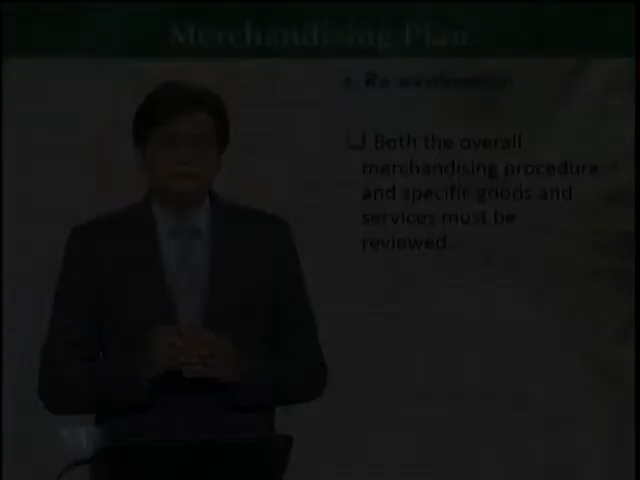 Merchandising Plan
❑ Both the overall
merchandising procedure
and specific goods and
services must be
reviewed